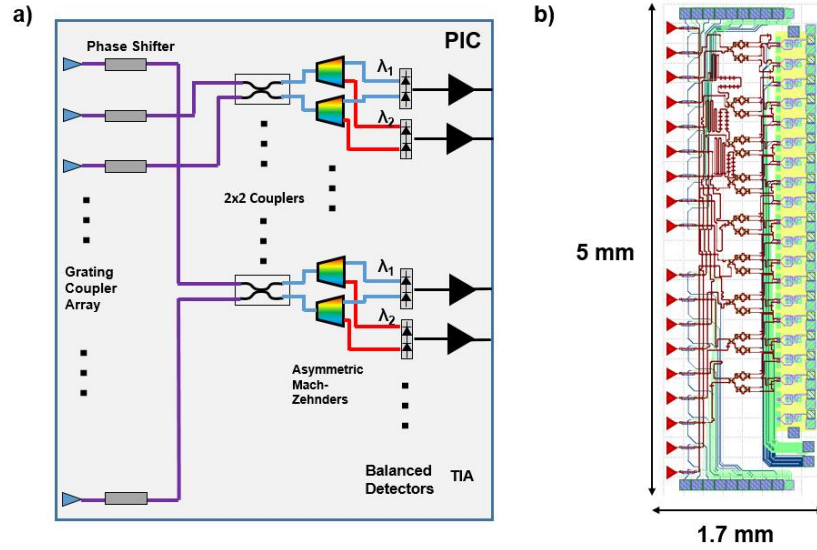 a)
PIC
Phase Shifter
λ1
λ2
2x2 Couplers
Grating
Coupler
Array
λ1
λ2
Asymmetric
Mach-
Zehnders
Balanced
Detectors
TIA
b)
5 mm
1.7 mm